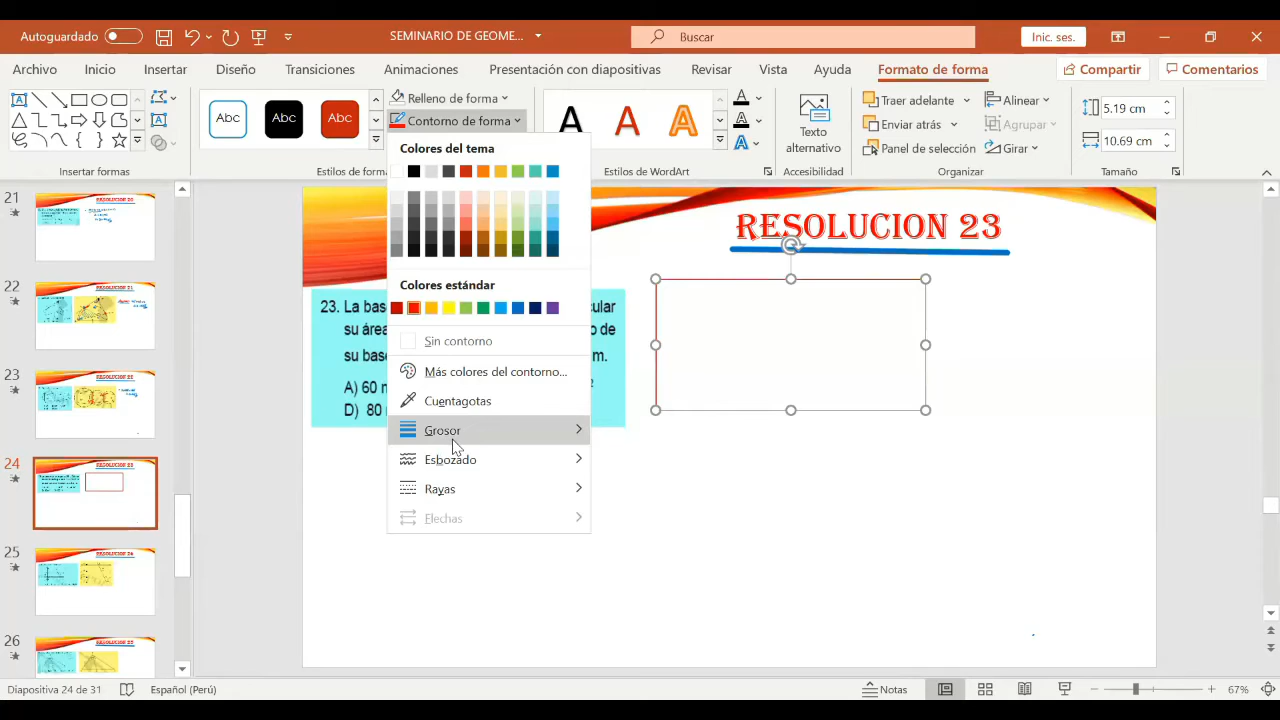 Autoguardado
SEMINARIO DE GEOME...
Buscar
Inic. ses.
Archivo Inicio Insertar Diseño Transiciones Animaciones Presentación con diapositivas Revisar Vista Ayuda Formato de forma Compartir Comentarios
Abc Abc Abc
Relleno de forma
Contorno de forma
A A A
A
A
A
Texto alternativo
Traer adelante
Enviar atrás
Panel de selección
Alinear
Agrupar
Girar
5.19 cm
10.69 cm
Insertar formas
Estilos de form
Estilos de WordArt
Accesibilidad
Organizar
Tamaño
Colores del tema
Colores estándar
Sin contorno
Más colores del contorno...
Cuentagotas
Grosor
Esbozado
Rayas
Flechas
21
22
23
24
25
26
RESOLUCION 23
23. La bas cular
su áre o de
su bas m.
A) 60 m 2
D) 80
Diapositiva 24 de 31
Español (Perú)
Notas
67%